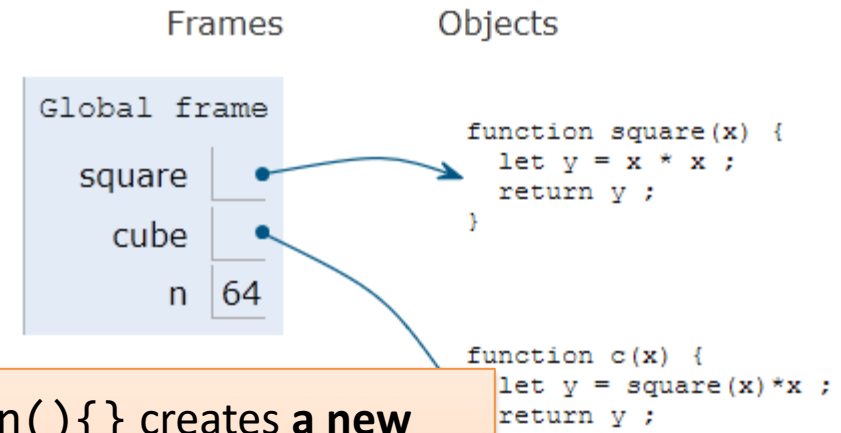 Frames Objects
Global frame
square
cube
n 64
function square(x) {
let y = x * x ;
return y ;
}
function c(x) {
let y = square(x)*x ;
return y ;
n(){} creates a new